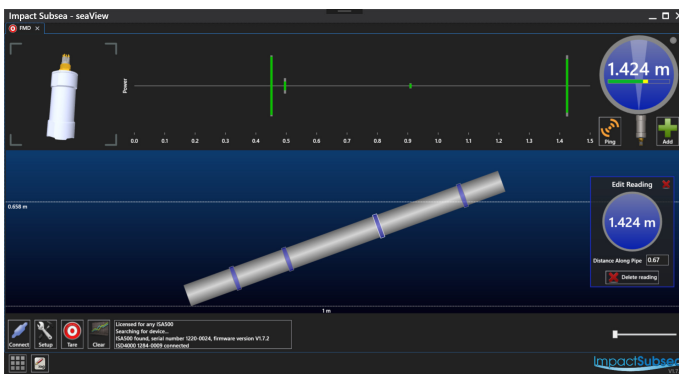 Impact Subsea - seaView
FMD
1.424 m
Power
0.0 0.1 0.2 0.3 0.4 0.5 0.6 0.7 0.8 0.9 1.0 1.1 1.2 1.3 1.4 1.5
Ping
Add
0.658 m
Edit Reading
1.424 m
Distance Along Pipe 0.67
Delete reading
1 m
Connect
Setup
Tare
Clear
Licensed for any ISA500
Searching for device...
ISA500 found, serial number 1220-0024, firmware version V1.7.2
ISD4000 1284-0009 connected
ImpactSubsea